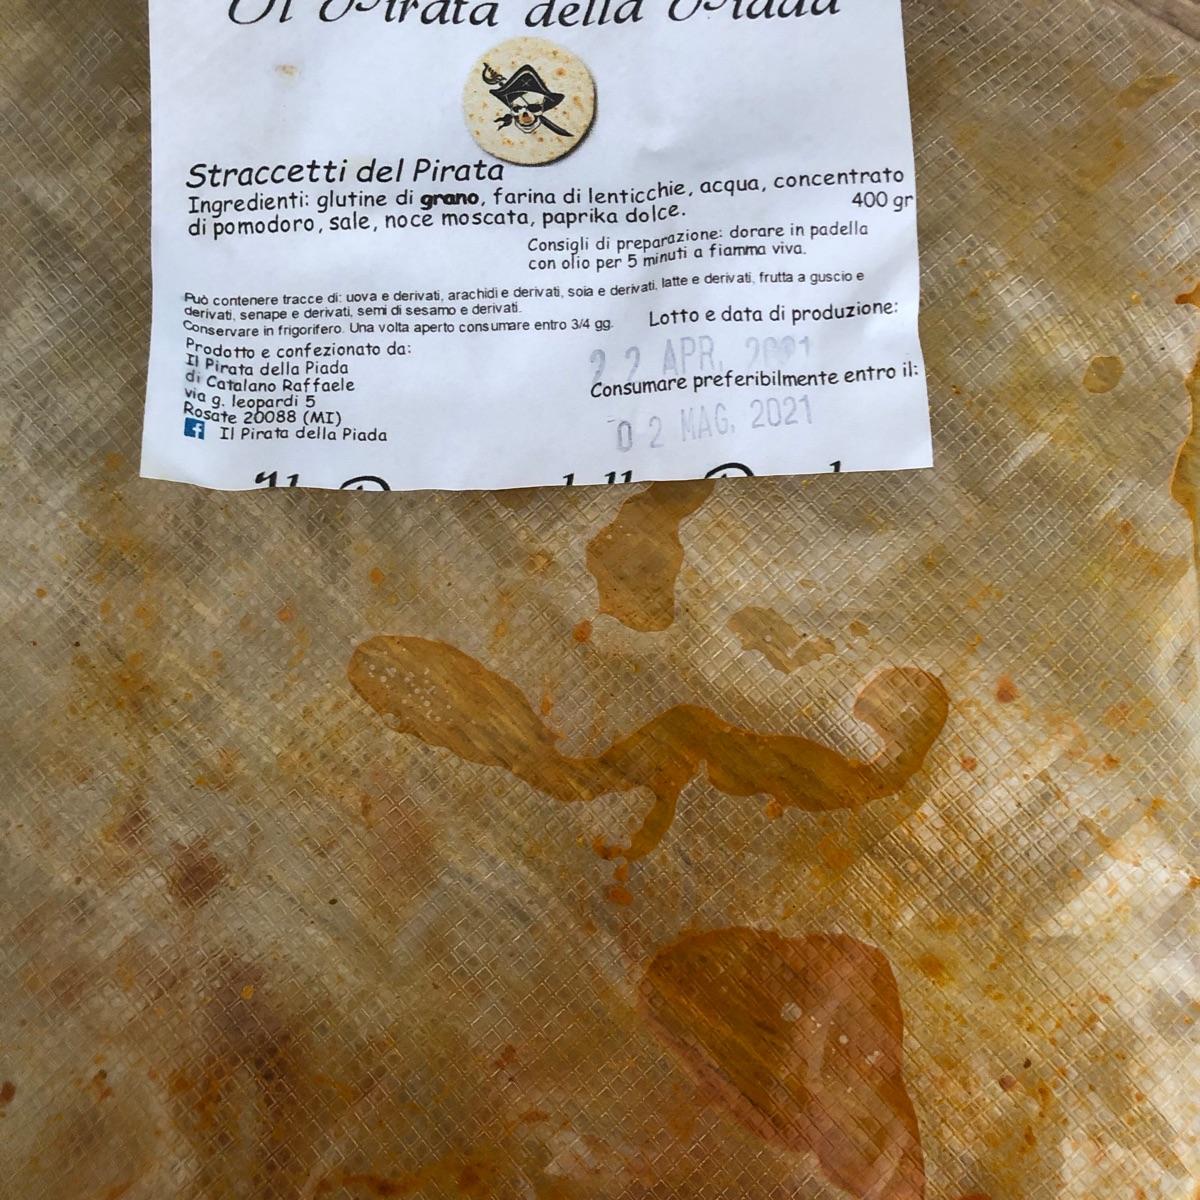 Il Pirata della Piada
Straccetti del Pirata
Ingredienti: glutine di grano, farina di lenticchie, acqua, concentrato
di pomodoro, sale, noce moscata, paprika dolce.
400 gr
Consigli di preparazione: dorare in padella
con olio per 5 minuti a fiamma viva.
Può contenere tracce di: uova e derivati, arachidi e derivati, soia e derivati, latte e derivati, frutta a guscio e
derivati, senape e derivati, semi di sesamo e derivati.
Conservare in frigorifero. Una volta aperto consumare entro 3/4 gg.
Lotto e data di produzione:
22 APR. 2021
Consumare preferibilmente entro il:
02 MAG. 2021
Prodotto e confezionato da:
Il Pirata della Piada
di Catalano Raffaele
via g. leopardi 5
Rosate 20088 (MI)
f Il Pirata della Piada